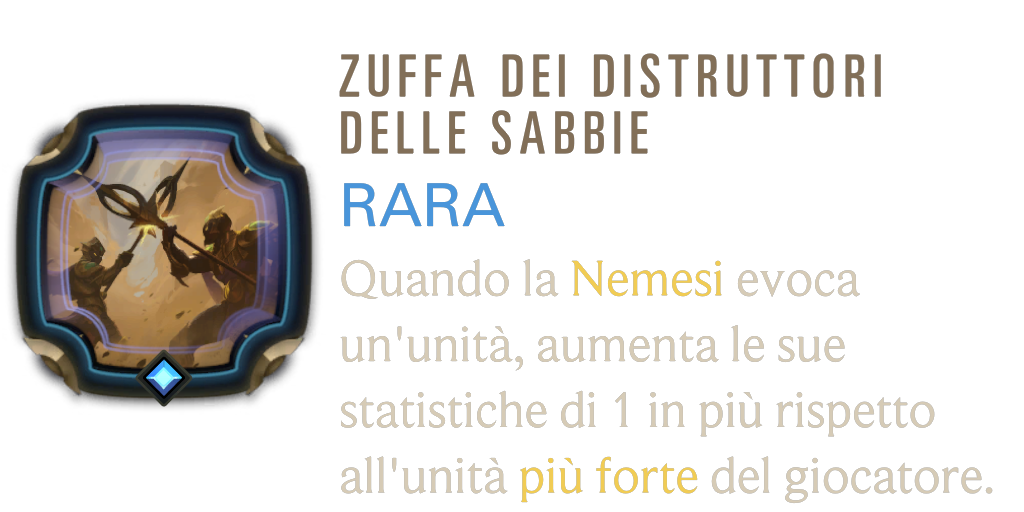 ZUFFA DEI DISTRUTTORI
DELLE SABBIE
RARA
Quando la Nemesi evoca
un'unità, aumenta le sue
statistiche di 1 in più rispetto
all'unità più forte del giocatore.